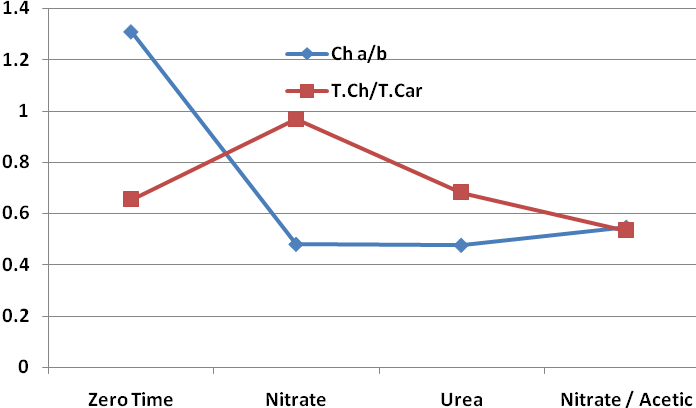 1.4
1.2
1
0.8
0.6
0.4
0.2
0
Ch a/b
T.Ch/T.Car
Zero Time
Nitrate
Urea
Nitrate / Acetic